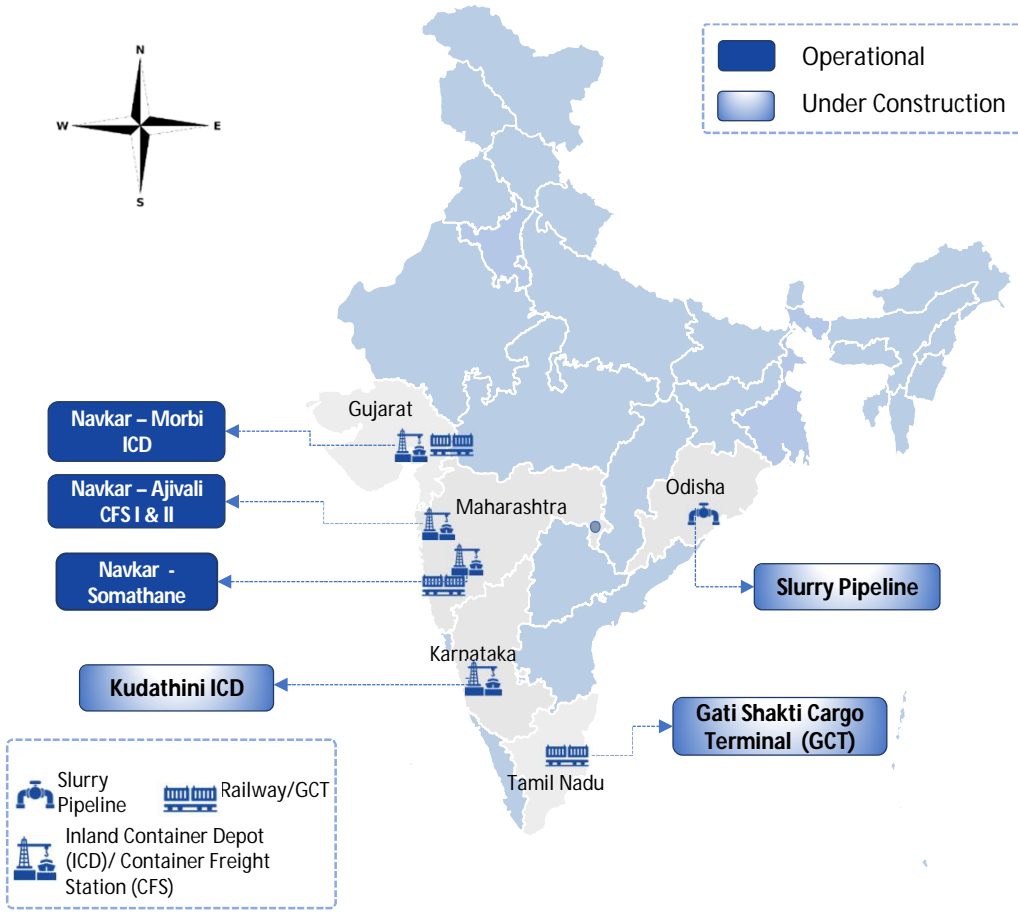 N
W
E
S
Operational
Under Construction
Gujarat
Navkar – Morbi
ICD
Navkar – Ajivali
CFS I & II
Maharashtra
Odisha
Navkar -
Somathane
Slurry Pipeline
Karnataka
Kudathini ICD
Gati Shakti Cargo
Terminal (GCT)
Tamil Nadu
Slurry
Pipeline
Railway/GCT
Inland Container Depot
(ICD)/ Container Freight
Station (CFS)